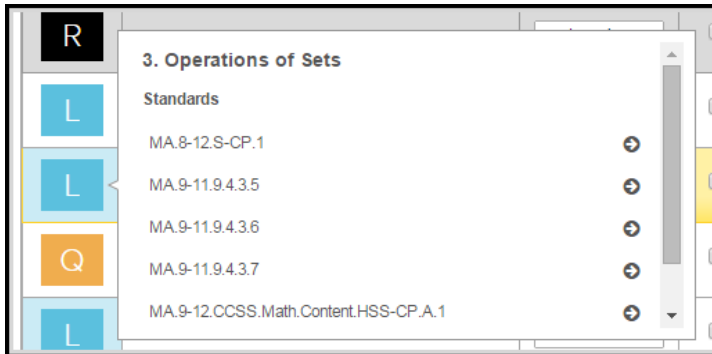 R
3. Operations of Sets
Standards
L
MA.8-12.S-CP.1
L
MA.9-11.9.4.3.5
MA.9-11.9.4.3.6
Q
MA.9-11.9.4.3.7
MA.9-12.CCSS.Math.Content.HSS-CP.A.1
L